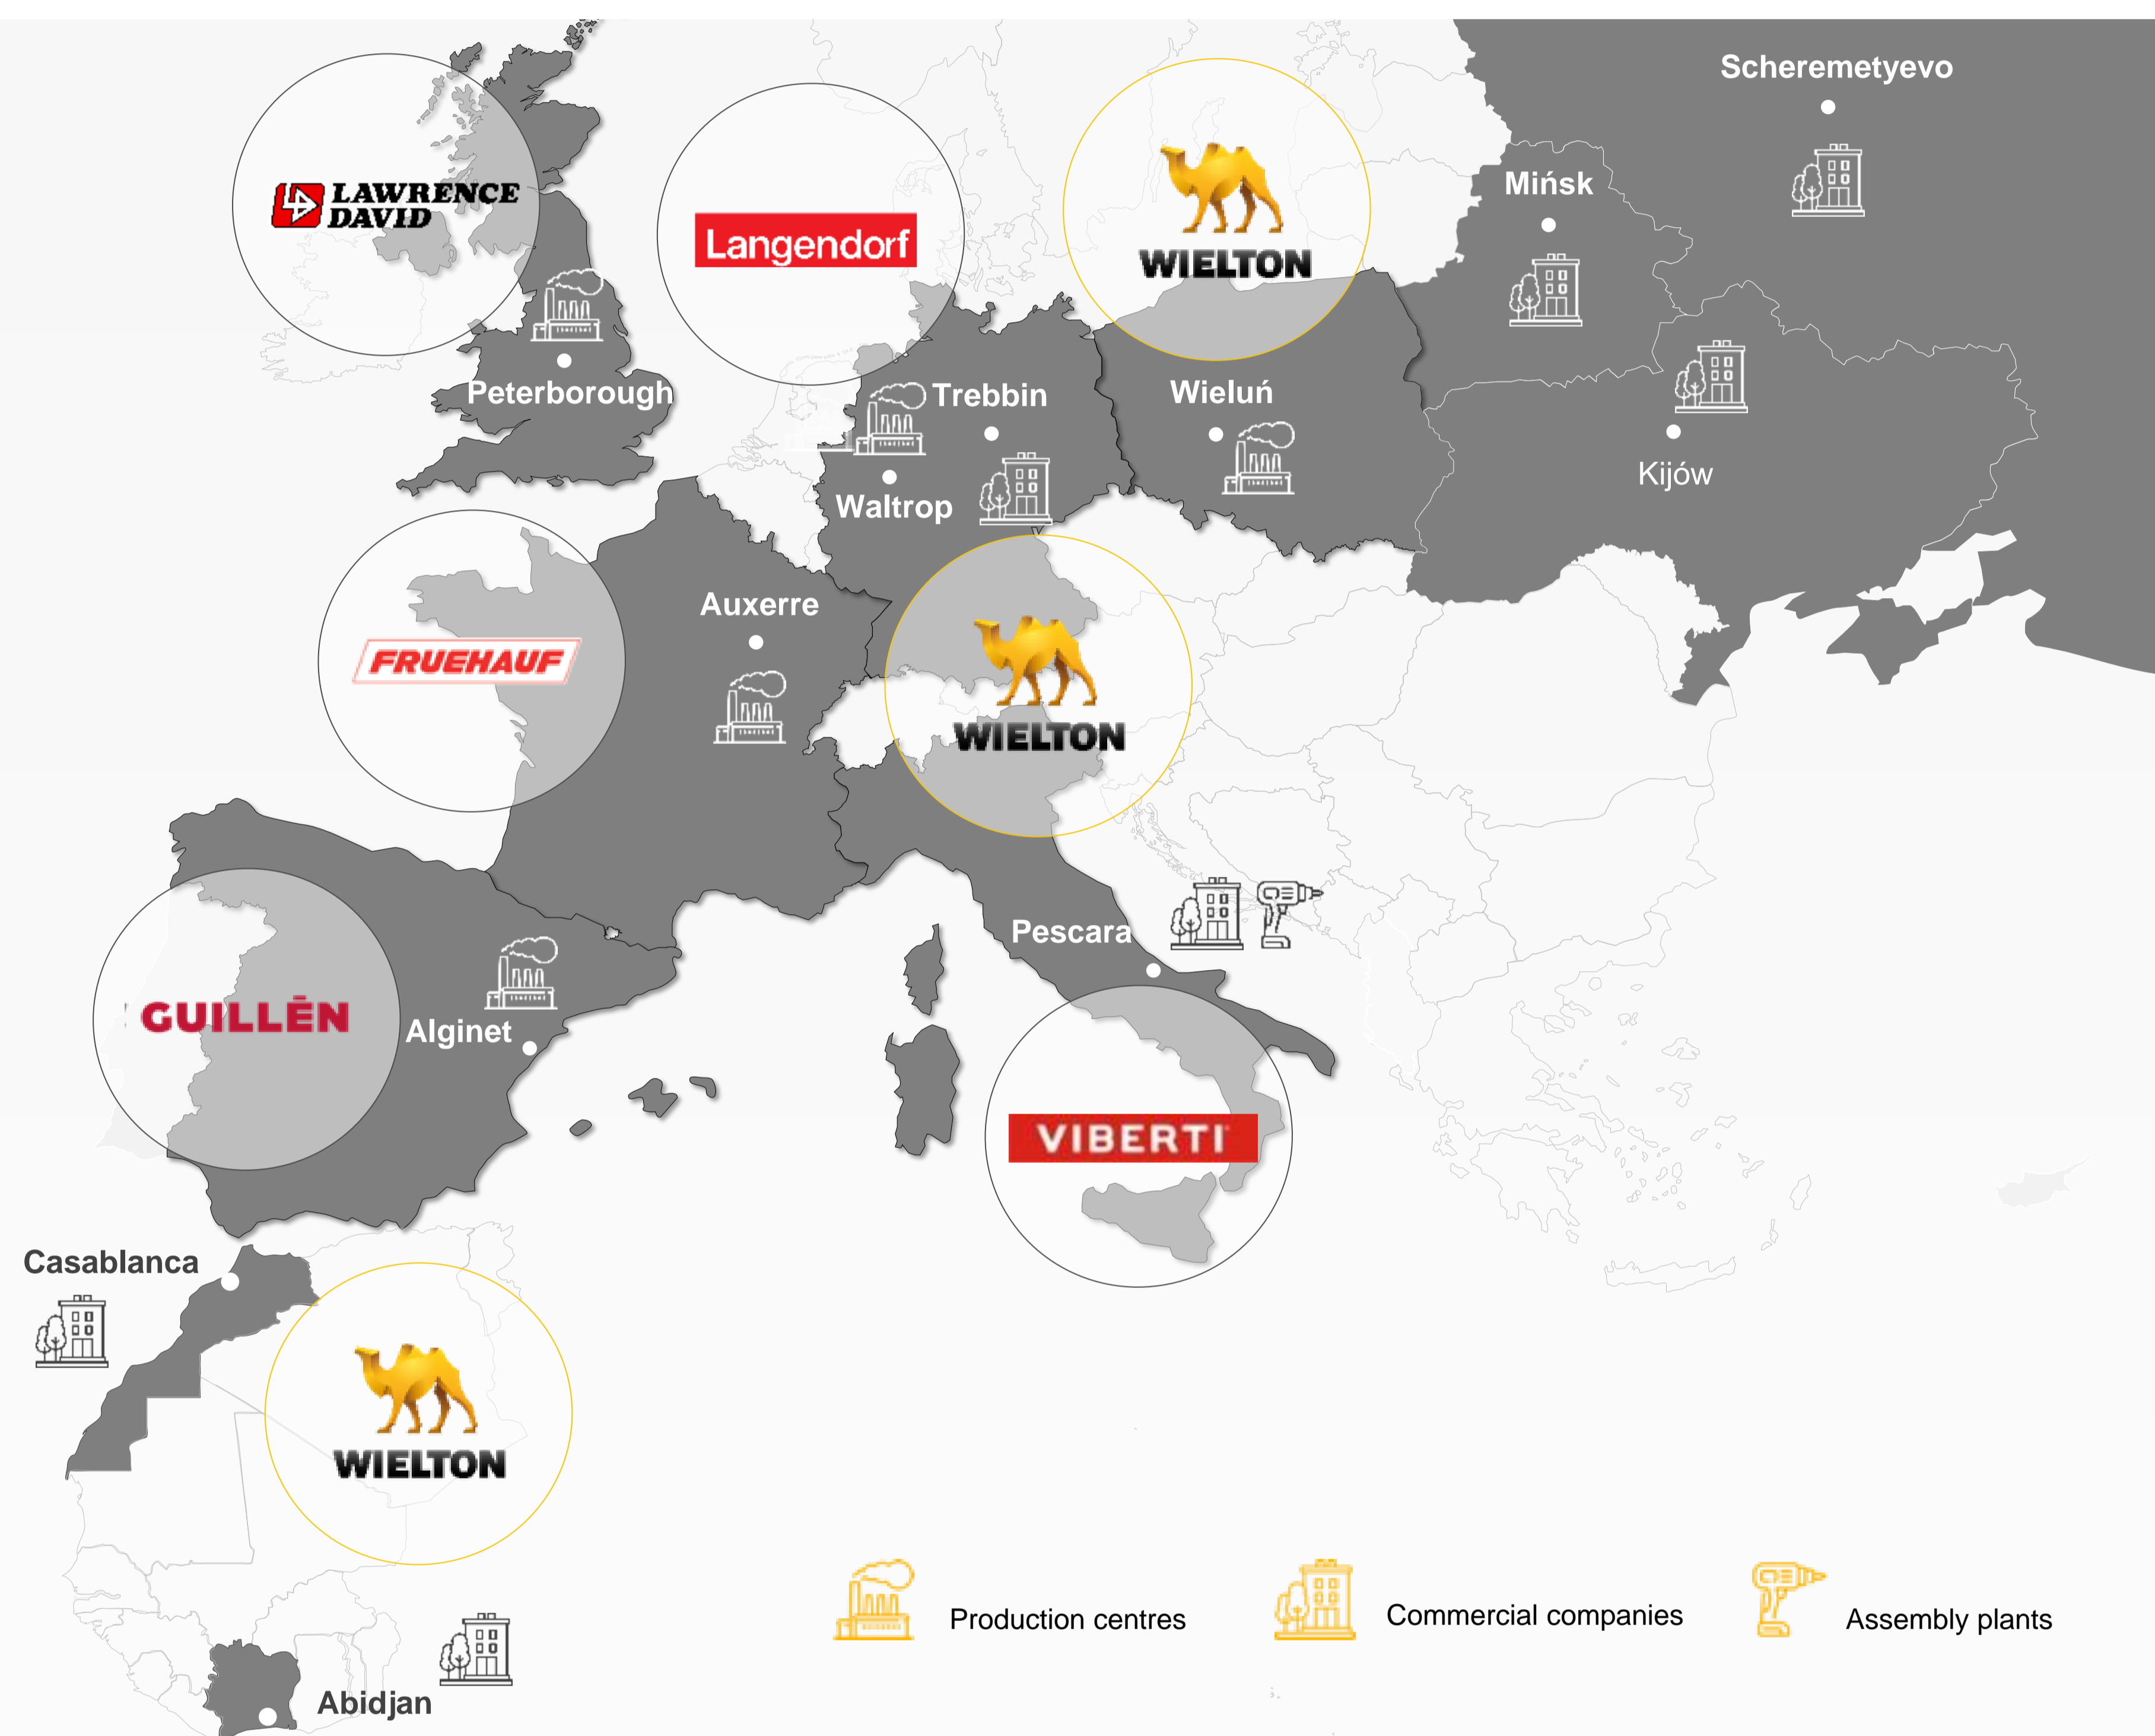 Scheremetyevo
Mińsk
LAWRENCE
DAVID
Langendorf
WIELTON
Peterborough
Trebbin
Wieluń
Kijów
Waltrop
Auxerre
FRUEHAUF
WIELTON
Pescara
GUILLÉN
Alginet
VIBERTI
Casablanca
WIELTON
Production centres
Commercial companies
Assembly plants
Abidjan